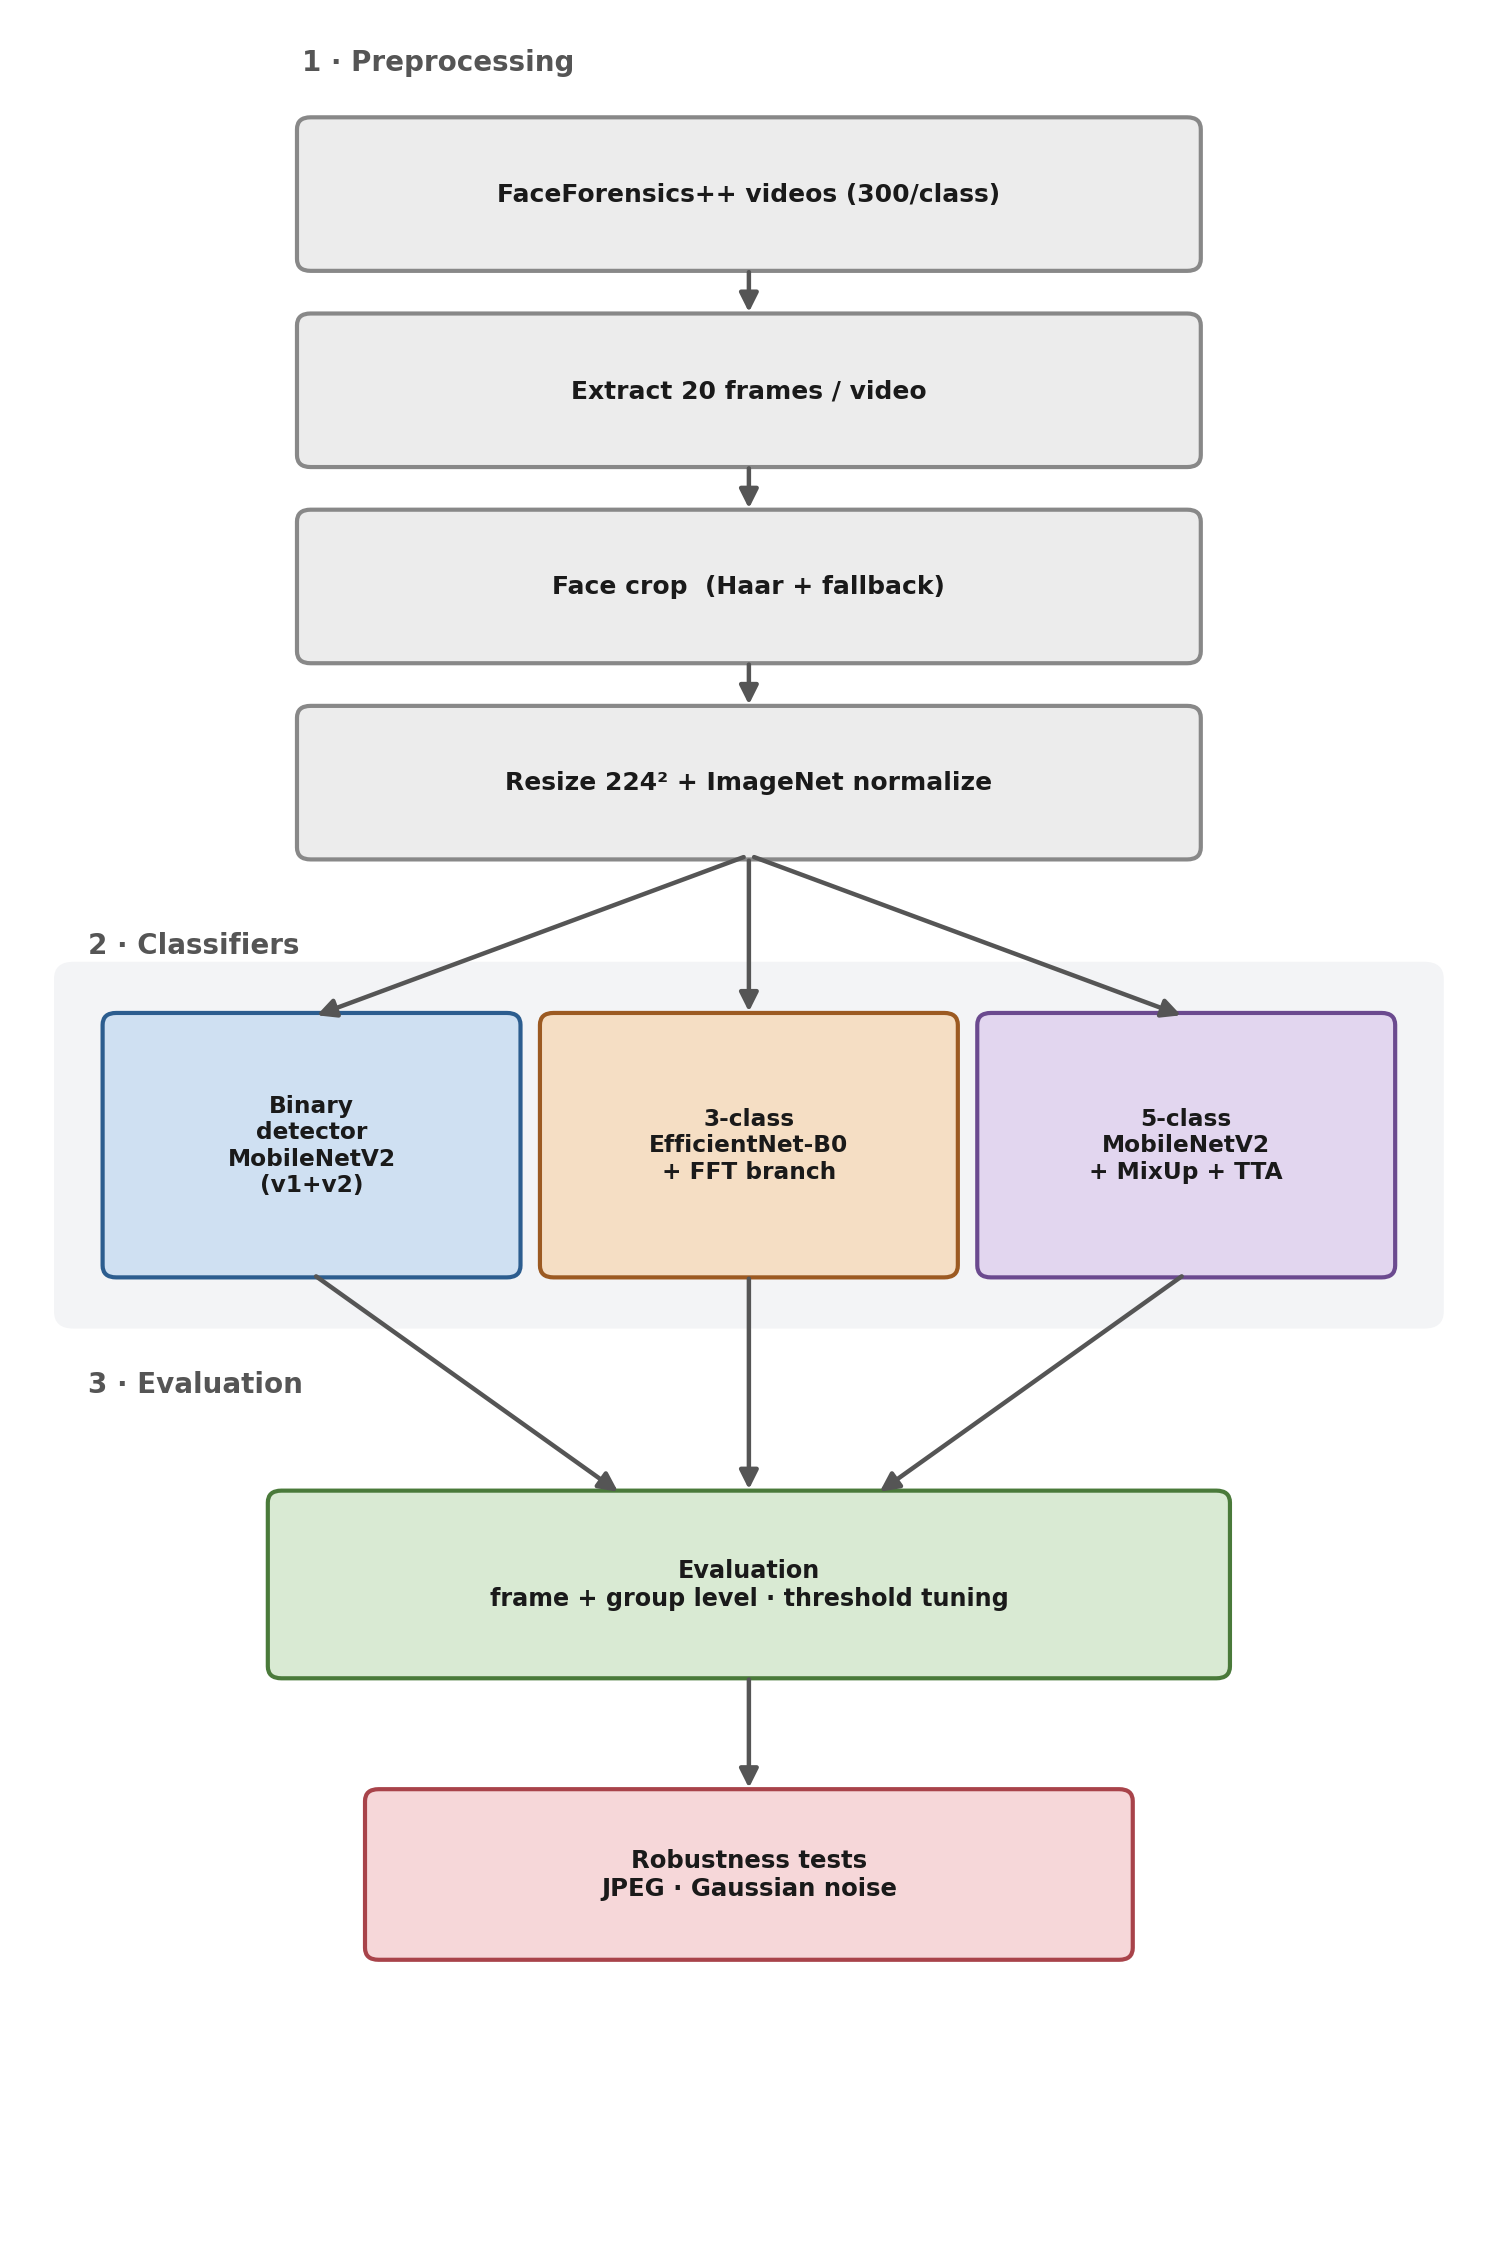 1 · Preprocessing
FaceForensics++ videos (300/class)
Extract 20 frames / video
Face crop  (Haar + fallback)
Resize 224² + ImageNet normalize
2 · Classifiers
Binary
detector
MobileNetV2
(v1+v2)
3-class
EfficientNet-B0
+ FFT branch
5-class
MobileNetV2
+ MixUp + TTA
3 · Evaluation
Evaluation
frame + group level · threshold tuning
Robustness tests
JPEG · Gaussian noise